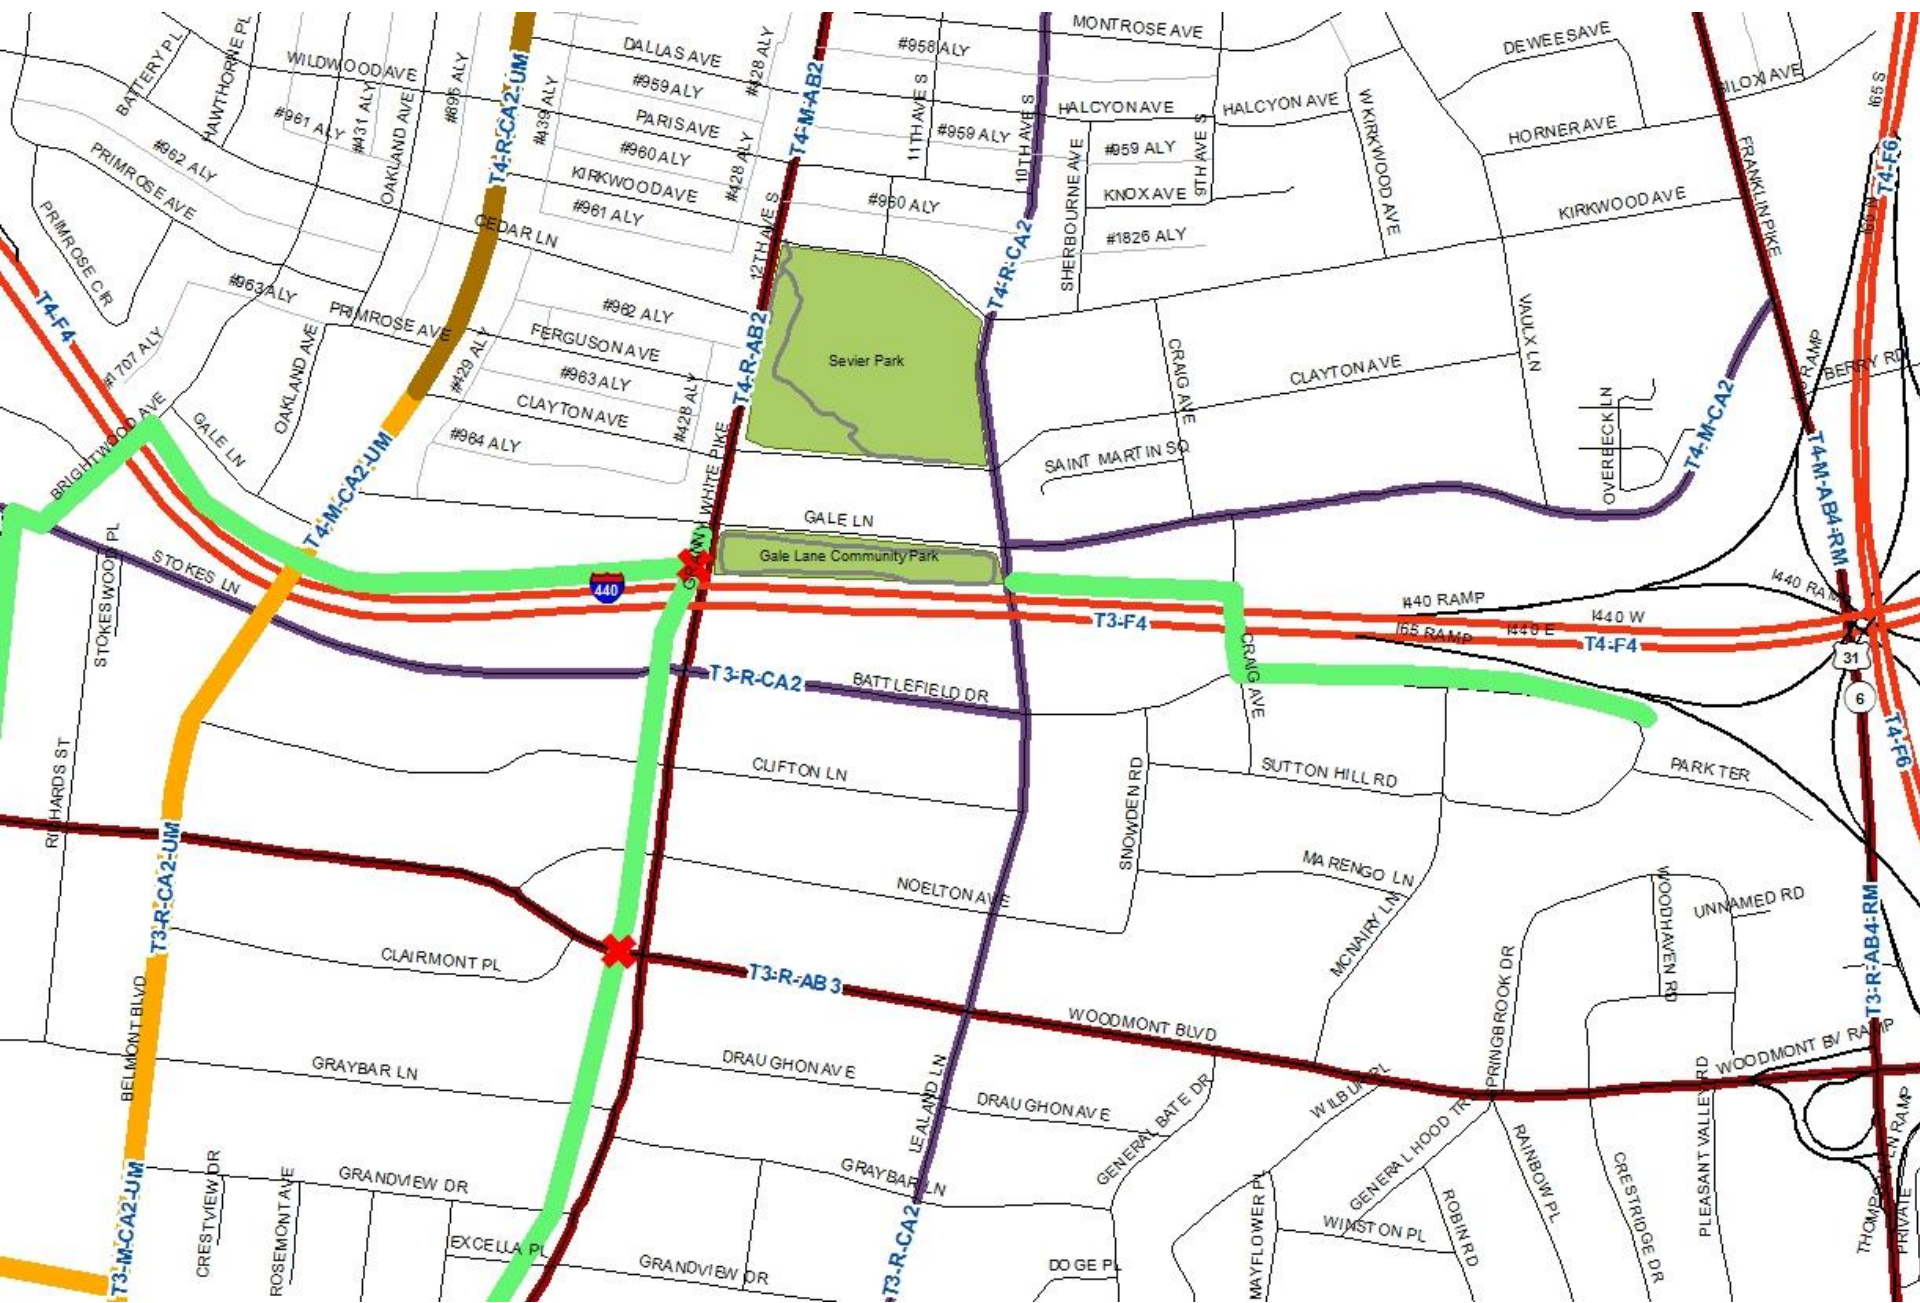 MONTROSE AVE
DEWEES AVE
BATTERY PL
HAWTHORNE PL
WILDWOOD AVE
DALLAS AVE
#428 ALY
#958 ALY
#959 ALY
#895 ALY
T4-R-CA2-UM
#439 ALY
T4-M-AB2
11TH AVE S
10TH AVE S
HALCYON AVE
HALCYON AVE
W KIRKWOOD AVE
HORNER AVE
I65 S
T4-F6
#961 ALY
#431 ALY
OAKLAND AVE
PARIS AVE
#959 ALY
#960 ALY
#428 ALY
#959 ALY
9TH AVE S
SHERBOURNE AVE
FRANKLIN PIKE
#962 ALY
PRIMROSE AVE
KIRKWOOD AVE
#961 ALY
#960 ALY
KNOX AVE
KIRKWOOD AVE
PRIMROSE CIR
CEDAR LN
12TH AVE S
T4-R-CA2
#1826 ALY
T4-F4
#963 ALY
PRIMROSE AVE
#962 ALY
FERGUSON AVE
T4-R-AB2
Sevier Park
VAULX LN
#1707 ALY
OAKLAND AVE
#429 ALY
#963 ALY
CRAIG AVE
CLAYTON AVE
BERRY RD
CLAYTON AVE
#428 ALY
OVERBECK LN
T4-M-CA2
BRIGHTWOOD AVE
GALE LN
#964 ALY
SAINT MARTIN SQ
T4-M-CA2-UM
GRANNY WHITE PIKE
T4-M-AB4-RM
GALE LN
Gale Lane Community Park
STOKES LN
440
STOKESWOOD PL
I440 RAMP
I440 RAMP
T3-F4
I65 RAMP
I440 E
I440 W
T4-F4
31
6
CRAIG AVE
T3-R-CA2
BATTLEFIELD DR
T4-F6
RICHARDS ST
CLIFTON LN
SNOWDEN RD
SUTTON HILL RD
PARK TER
T3-R-CA2-UM
NOELTON AVE
MARENGO LN
MCNAIRY LN
WOODHAVEN RD
UNNAMED RD
T3-R-AB4-RM
CLAIRMONT PL
T3-R-AB3
WOODMONT BLVD
SPRINGBROOK DR
BELMONT BLVD
GRAYBAR LN
DRAUGHON AVE
LEALAND LN
DRAUGHON AVE
GENERAL BATE DR
WILBUR PL
WOODMONT BV RAMP
PLEASANT VALLEY RD
GENERAL HOOD TR
RAINBOW PL
CRESTRIDGE DR
T3-M-CA2-UM
CRESTVIEW DR
ROSEMONT AVE
GRANDVIEW DR
GRAYBAR LN
T3-R-CA2
MAYFLOWER PL
WINSTON PL
ROBIN RD
EXCELLA PL
GRANDVIEW DR
DOGE PL
PRIVATE